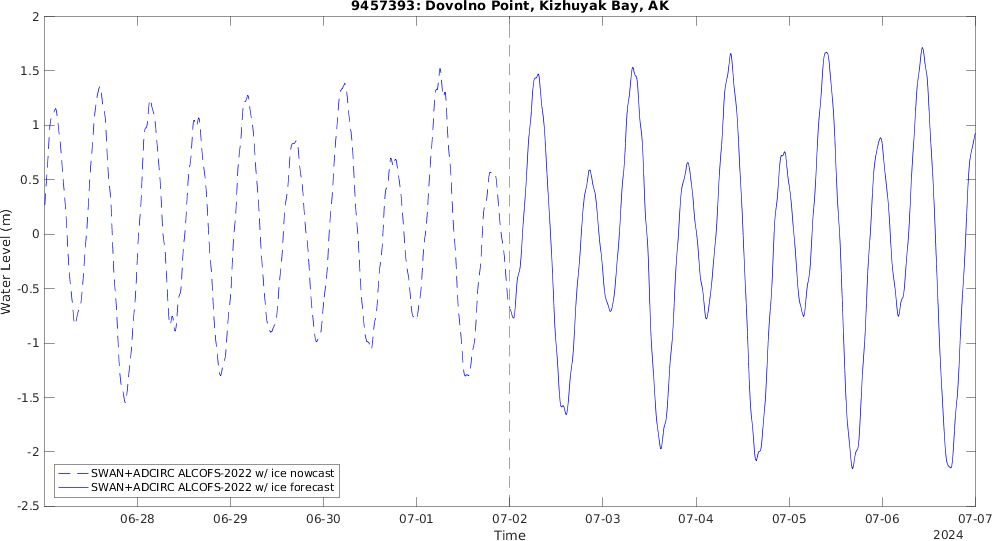 9457393: Dovolno Point, Kizhuyak Bay, AK
2
1.5
1
0.5
0
-0.5
-1
-1.5
-2
-2.5
Water Level (m)
SWAN+ADCIRC ALCOFS-2022 w/ ice nowcast
SWAN+ADCIRC ALCOFS-2022 w/ ice forecast
06-28 06-29 06-30 07-01 07-02 07-03 07-04 07-05 07-06 07-07
Time
2024